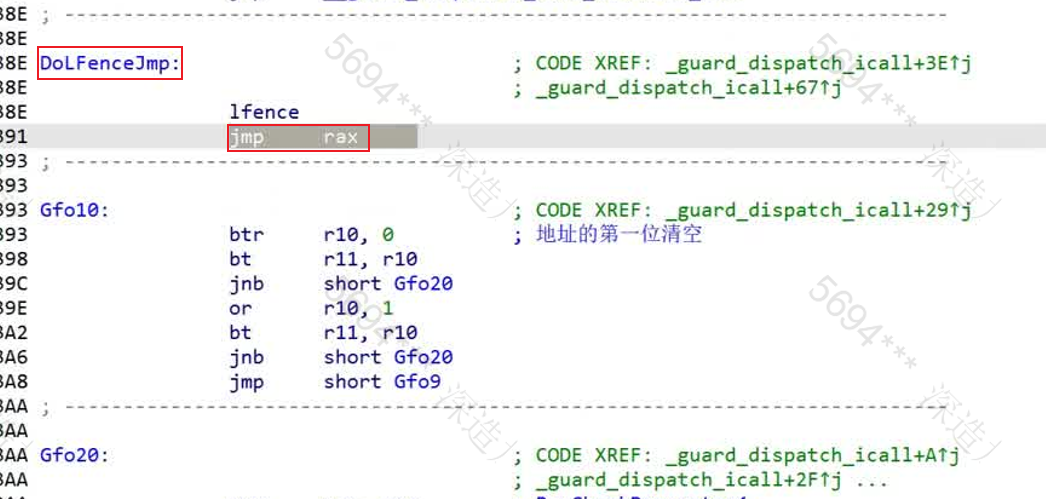 38E ; ---------------------------------------------------------------------------
38E
38E DoLFenceJmp: ; CODE XREF: _guard_dispatch_icall+3E↑j
38E ; _guard_dispatch_icall+67↑j
38E lfence
391 jmp rax
393 ; ---------------------------------------------------------------------------
393
393 Gfo10: ; CODE XREF: _guard_dispatch_icall+29↑j
393 btr r10, 0 ; 地址的第一位清空
398 bt r11, r10
39C jnb short Gfo20
39E or r10, 1
3A2 bt r11, r10
3A6 jnb short Gfo20
3A8 jmp short Gfo9
3AA ; ---------------------------------------------------------------------------
3AA
3AA Gfo20: ; CODE XREF: _guard_dispatch_icall+A↑j
3AA ; _guard_dispatch_icall+2F↑j ...
5694***
5694***
深造
深造
5694***
5694***
深造
深造